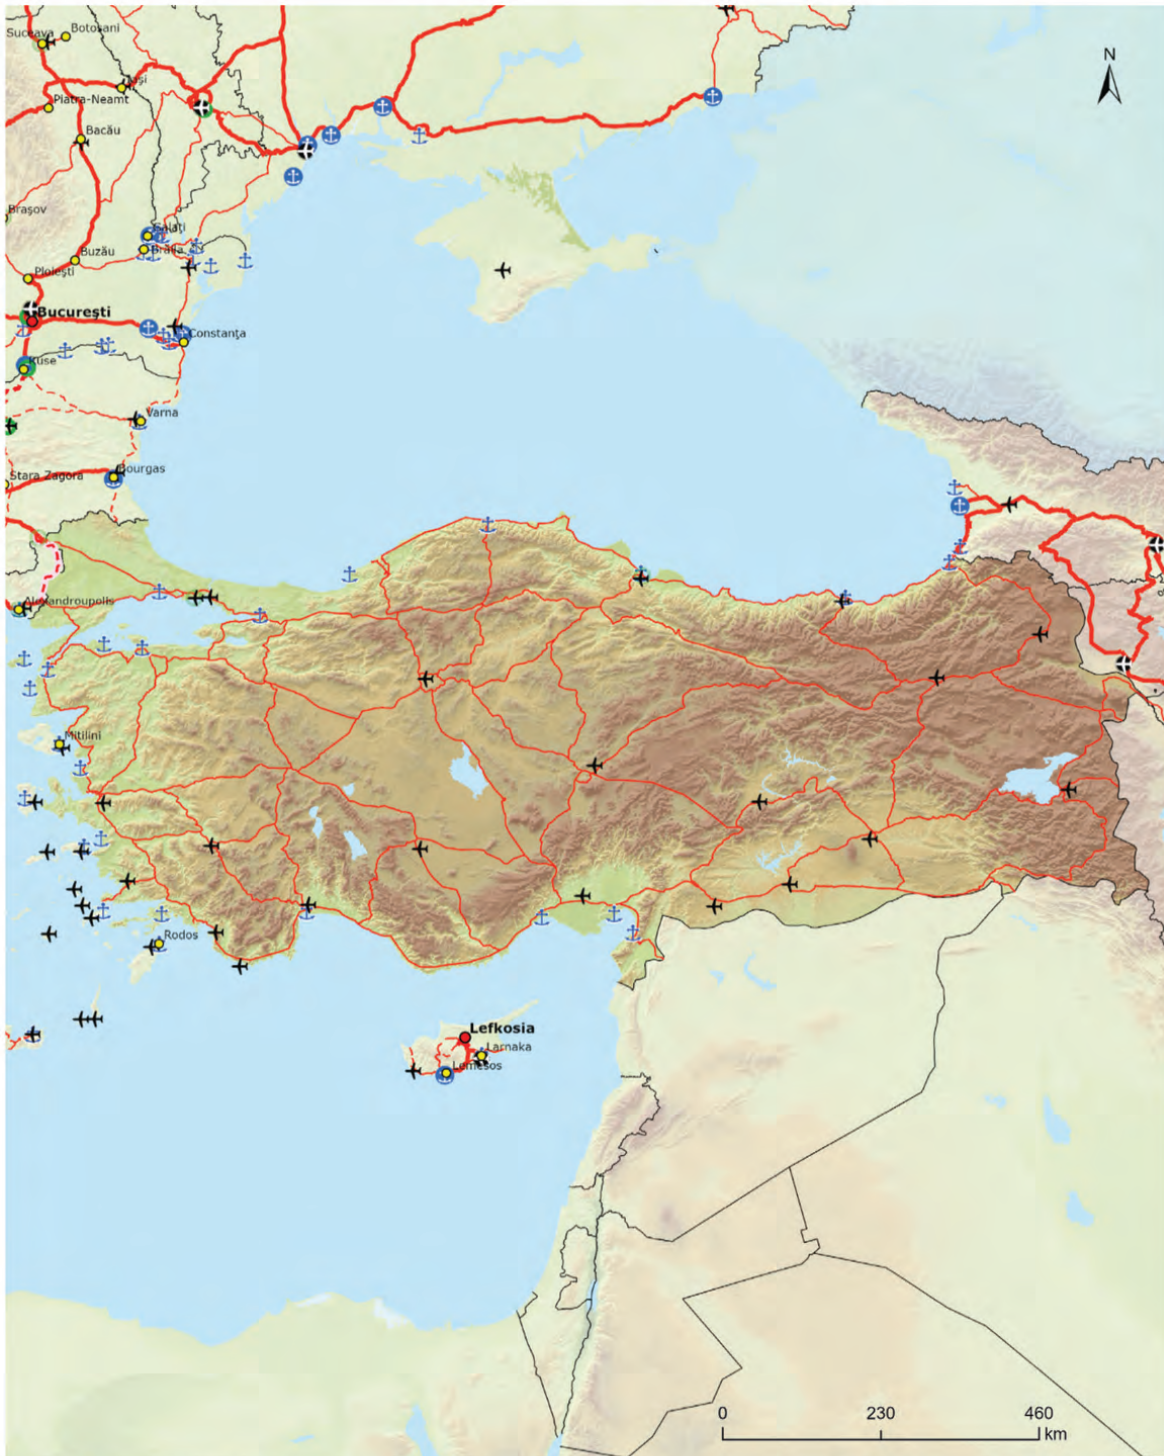 Suceava
Botoșani
Iași
N
Piatra-Neamt
Bacău
Brașov
Galați
Brăila
Buzău
Ploiești
București
Constanța
Ruse
Varna
Bourgas
Stara Zagora
Alexandroupolis
Mitilini
Rodos
Lefkosia
Larnaka
Lemesos
0 230 460
km